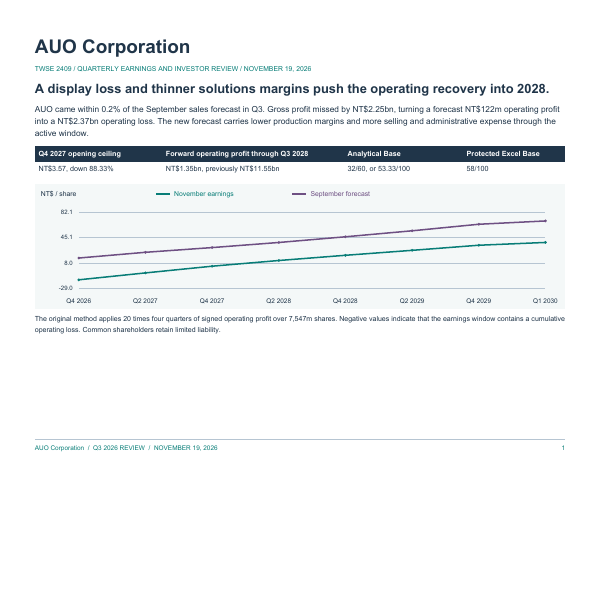 AUO Corporation
TWSE 2409 / QUARTERLY EARNINGS AND INVESTOR REVIEW / NOVEMBER 19, 2026
A display loss and thinner solutions margins push the operating recovery into 2028.
AUO came within 0.2% of the September sales forecast in Q3. Gross profit missed by NT$2.25bn, turning a forecast NT$122m operating profit
into a NT$2.37bn operating loss. The new forecast carries lower production margins and more selling and administrative expense through the
active window.
Q4 2027 opening ceiling Forward operating profit through Q3 2028 Analytical Base Protected Excel Base
NT$3.57, down 88.33% NT$1.35bn, previously NT$11.55bn 32/60, or 53.33/100 58/100
NT$ / share November earnings September forecast
82.1
45.1
8.0
-29.0
Q4 2026 Q2 2027 Q4 2027 Q2 2028 Q4 2028 Q2 2029 Q4 2029 Q1 2030
The original method applies 20 times four quarters of signed operating profit over 7,547m shares. Negative values indicate that the earnings window contains a cumulative
operating loss. Common shareholders retain limited liability.
AUO Corporation / Q3 2026 REVIEW / NOVEMBER 19, 2026 1